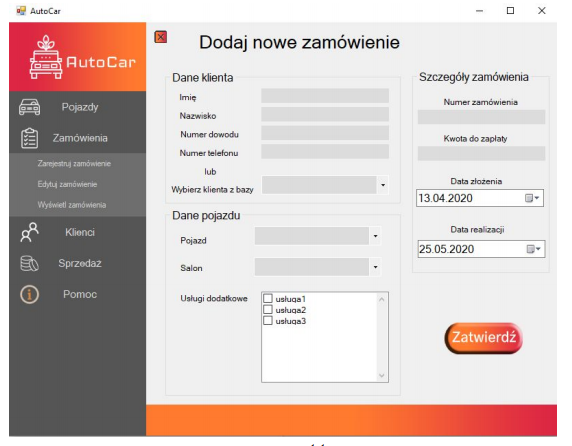 AutoCar
AutoCar
Pojazdy
Zamówienia
Zarejestruj zamówienie
Edytuj zamówienie
Wyświetl zamówienia
Klienci
Sprzedaż
Pomoc
Dodaj nowe zamówienie
Dane klienta
Imię
Nazwisko
Numer dowodu
Numer telefonu
lub
Wybierz klienta z bazy
Dane pojazdu
Pojazd
Salon
Usługi dodatkowe
usługa1
usługa2
usługa3
Szczegóły zamówienia
Numer zamówienia
Kwota do zapłaty
Data złożenia
13.04.2020
Data realizacji
25.05.2020
Zatwierdź